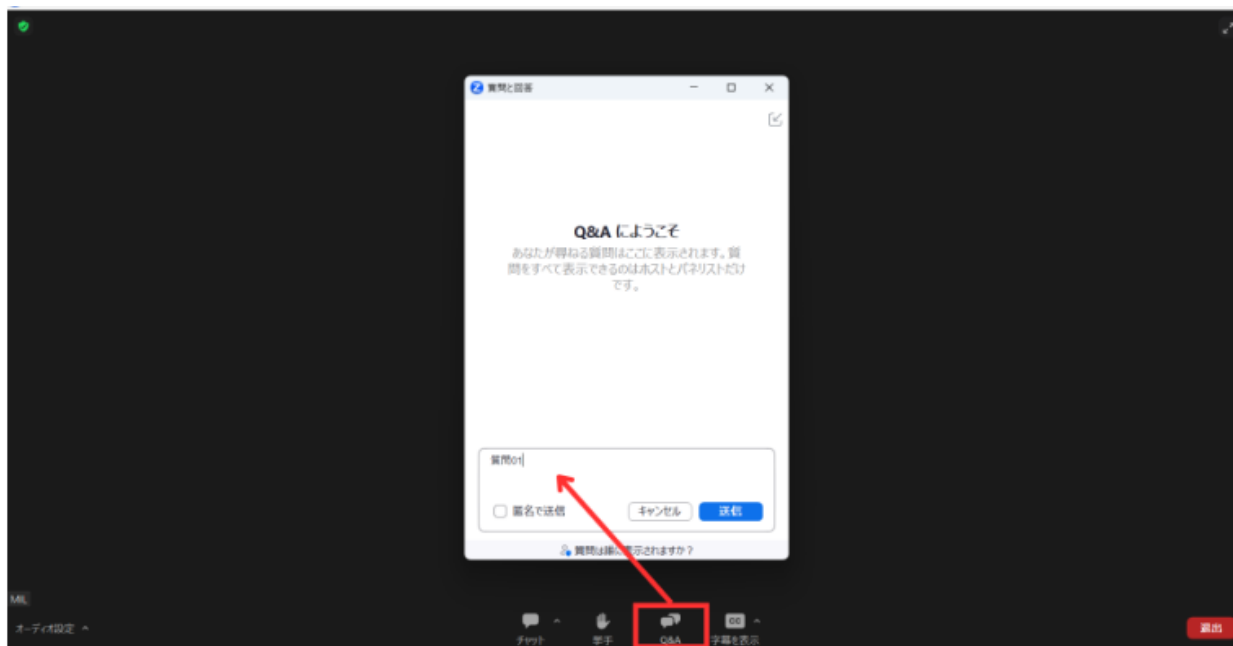 質問と回答
Q&A にようこそ
あなたが尋ねる質問はここに表示されます。質
問をすべて表示できるのはホストとパネリストだけ
です。
質問01
匿名で送信
キャンセル
送信
質問は誰に表示されますか?
MIL
オーディオ設定
チャット
挙手
Q&A
字幕を表示
退出